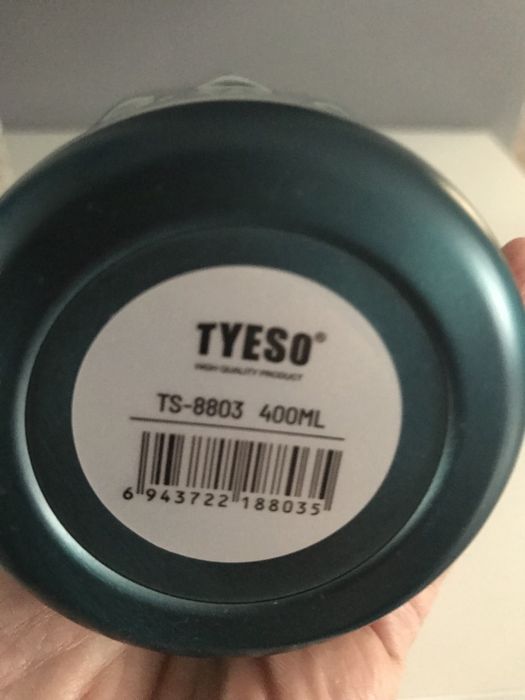 TYESO®
HIGH QUALITY PRODUCT
TS-8803 400ML
6 943722 188035